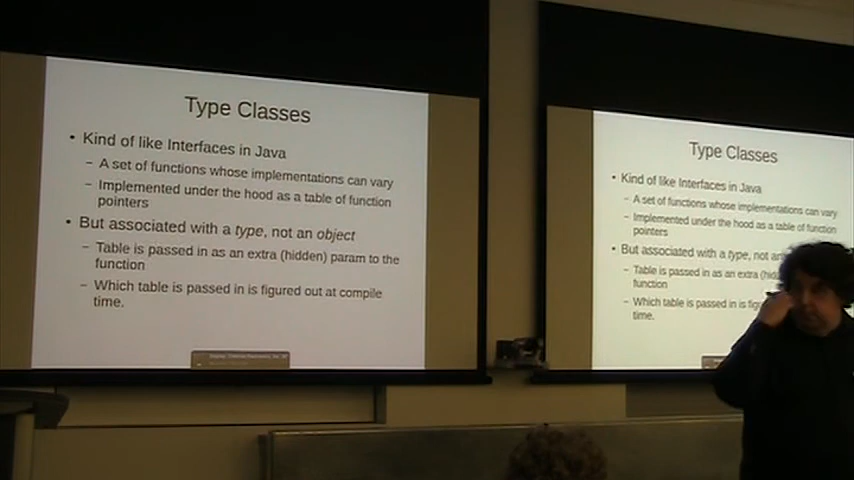 Type Classes
• Kind of like Interfaces in Java
– A set of functions whose implementations can vary
– Implemented under the hood as a table of function
pointers
• But associated with a type, not an object
– Table is passed in as an extra (hidden) param to the
function
– Which table is passed in is figured out at compile
time.
Type Classes
• Kind of like Interfaces in Java
– A set of functions whose implementations can vary
– Implemented under the hood as a table of function
pointers
• But associated with a type, not an
– Table is passed in as an extra
function
– Which table is passed in is
time.